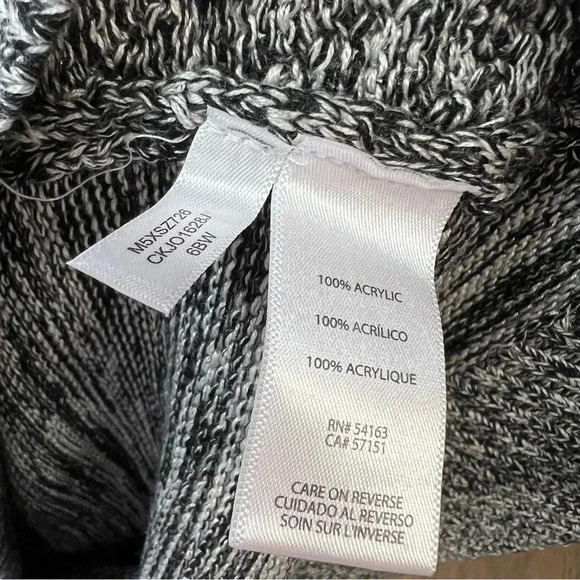 M5XSZ726
CKJO1628J
6BW
100% ACRYLIC
100% ACRÍLICO
100% ACRYLIQUE
RN# 54163
CA# 57151
CARE ON REVERSE
CUIDADO AL REVERSO
SOIN SUR L'INVERSE